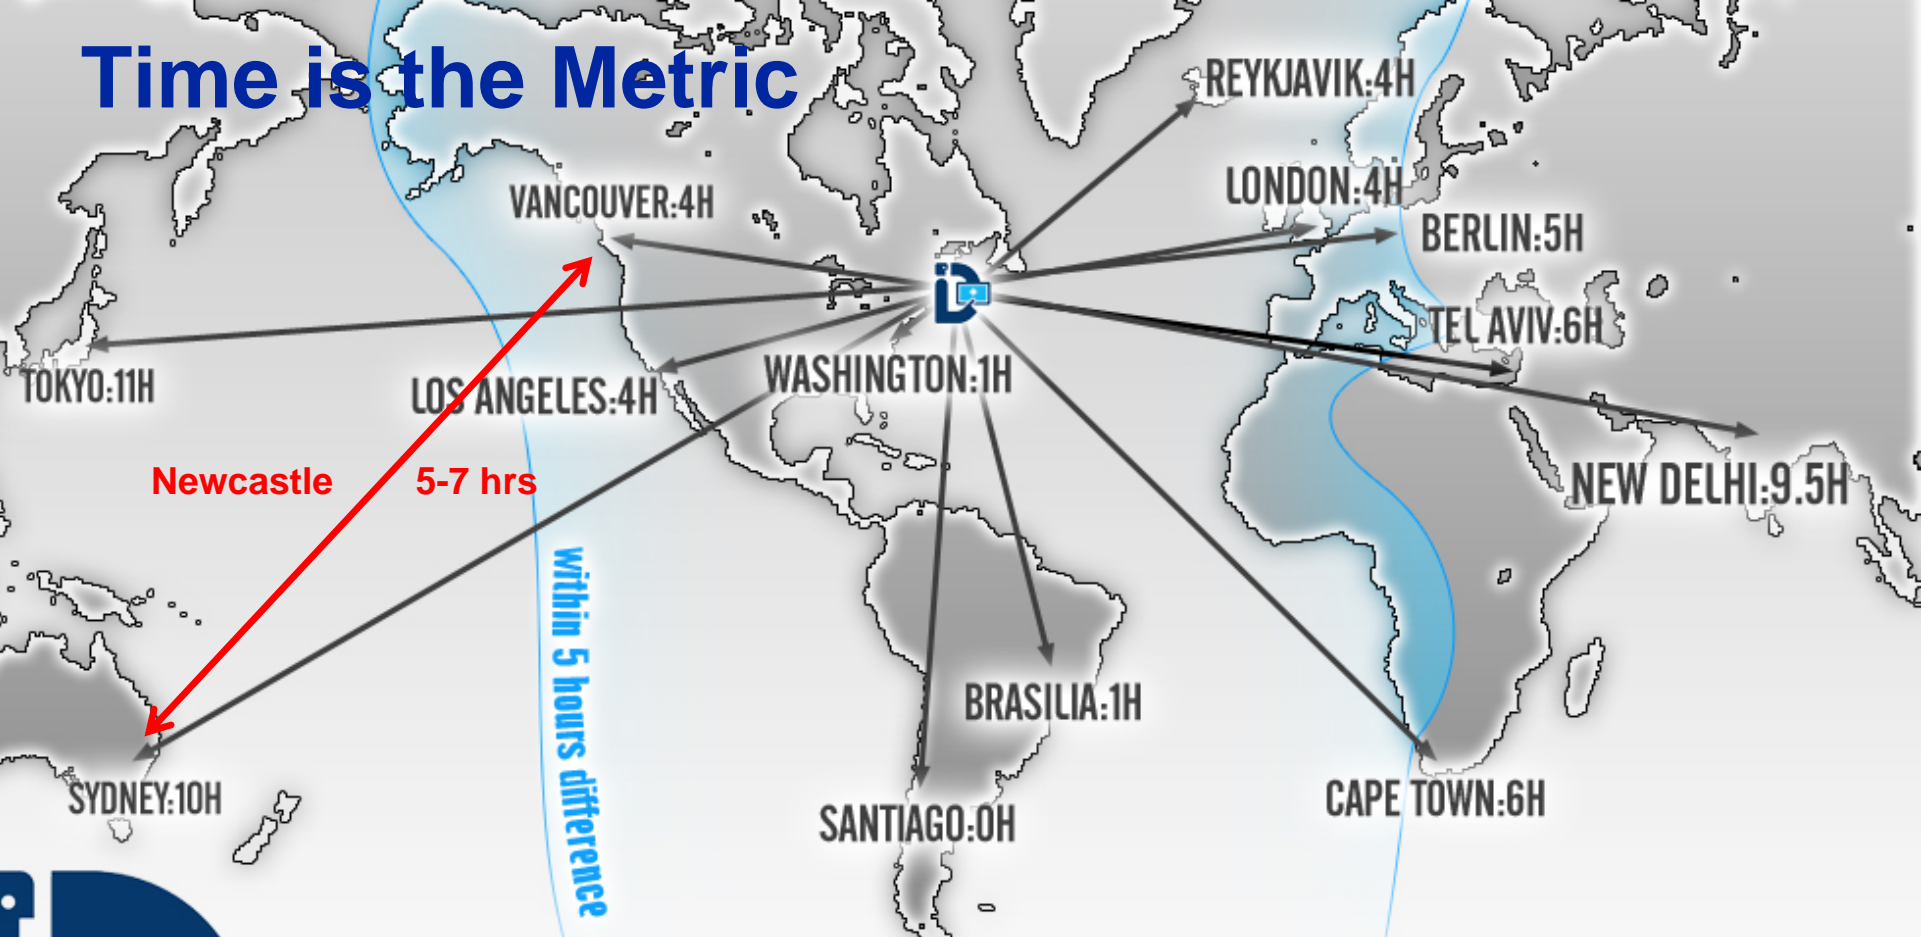 Time is the Metric
REYKJAVIK:4H
LONDON:4H
VANCOUVER:4H
BERLIN:5H
TEL AVIV:6H
TOKYO:11H
LOS ANGELES:4H
WASHINGTON:1H
Newcastle 5-7 hrs
NEW DELHI:9.5H
within 5 hours difference
BRASILIA:1H
SYDNEY:10H
SANTIAGO:0H
CAPE TOWN:6H
iD